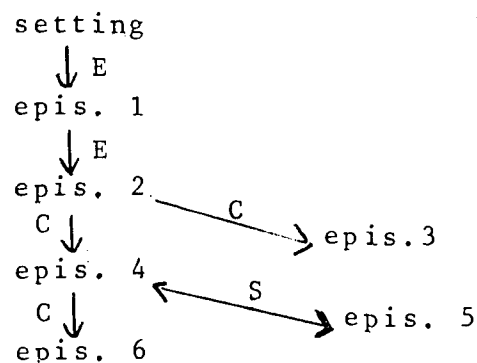 setting
E
epis. 1
E
epis. 2
C
C
epis.3
epis. 4
S
C
epis. 5
epis. 6